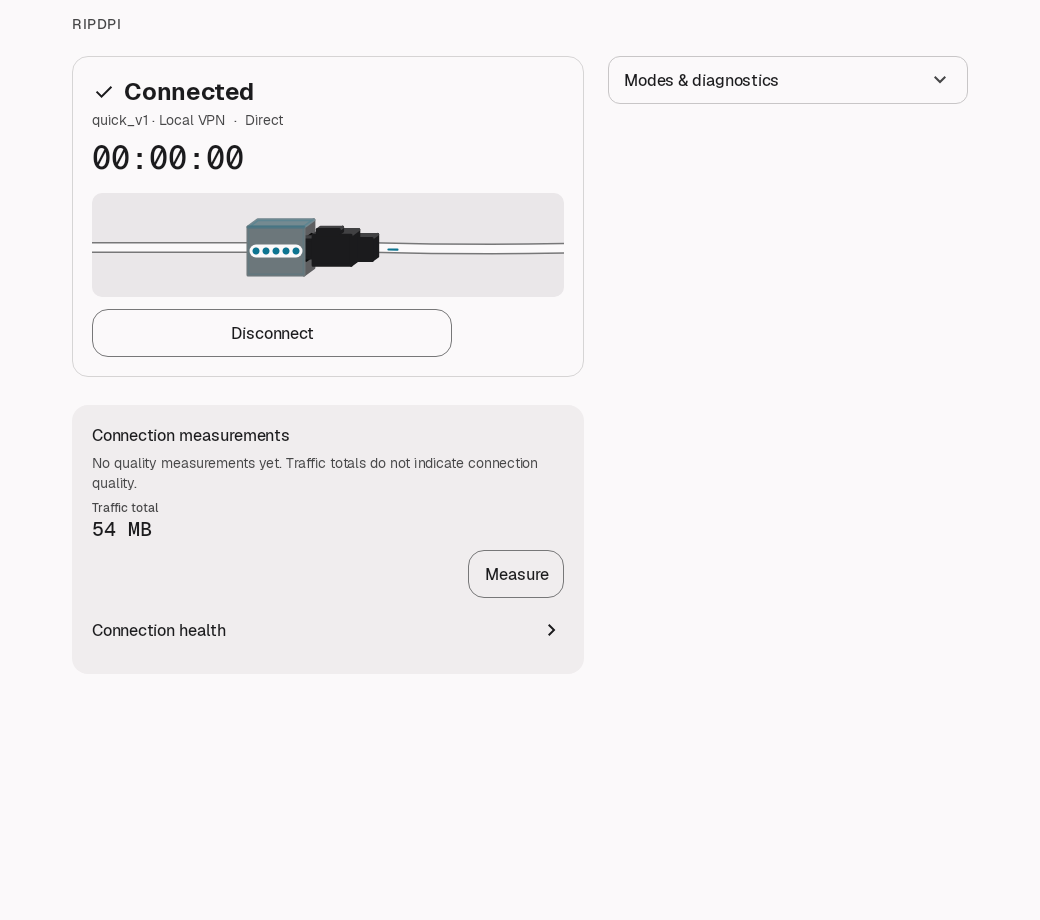 RIPDPI
Connected
quick_v1 · Local VPN · Direct
00:00:00
Disconnect
Modes & diagnostics
Connection measurements
No quality measurements yet. Traffic totals do not indicate connection
quality.
Traffic total
54 MB
Measure
Connection health